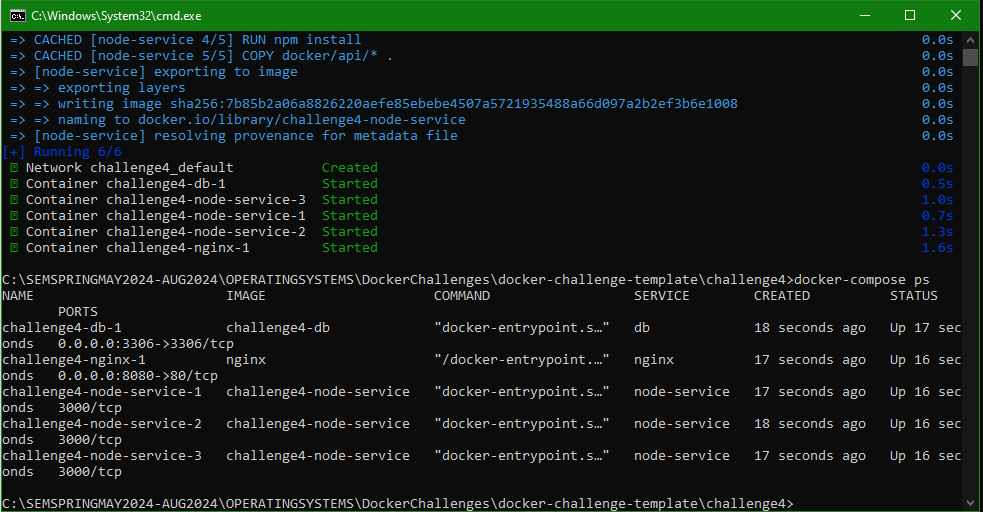 C:\Windows\System32\cmd.exe
=> CACHED [node-service 4/5] RUN npm install 0.0s
=> CACHED [node-service 5/5] COPY docker/api/* . 0.0s
=> [node-service] exporting to image 0.0s
=> => exporting layers 0.0s
=> => writing image sha256:7b85b2a06a8826220aefe85ebebe4507a5721935488a66d097a2b2ef3b6e1008 0.0s
=> => naming to docker.io/library/challenge4-node-service 0.0s
=> [node-service] resolving provenance for metadata file 0.0s
[+] Running 6/6
Network challenge4_default Created 0.0s
Container challenge4-db-1 Started 0.5s
Container challenge4-node-service-3 Started 1.0s
Container challenge4-node-service-1 Started 0.7s
Container challenge4-node-service-2 Started 1.3s
Container challenge4-nginx-1 Started 1.6s
C:\SEMSPRINGMAY2024-AUG2024\OPERATINGSYSTEMS\DockerChallenges\docker-challenge-template\challenge4>docker-compose ps
NAME IMAGE COMMAND SERVICE CREATED STATUS
PORTS
challenge4-db-1 challenge4-db "docker-entrypoint.s…" db 18 seconds ago Up 17 sec
onds 0.0.0.0:3306->3306/tcp
challenge4-nginx-1 nginx "/docker-entrypoint.…" nginx 17 seconds ago Up 16 sec
onds 0.0.0.0:8080->80/tcp
challenge4-node-service-1 challenge4-node-service "docker-entrypoint.s…" node-service 17 seconds ago Up 16 sec
onds 3000/tcp
challenge4-node-service-2 challenge4-node-service "docker-entrypoint.s…" node-service 18 seconds ago Up 16 sec
onds 3000/tcp
challenge4-node-service-3 challenge4-node-service "docker-entrypoint.s…" node-service 17 seconds ago Up 16 sec
onds 3000/tcp
C:\SEMSPRINGMAY2024-AUG2024\OPERATINGSYSTEMS\DockerChallenges\docker-challenge-template\challenge4>